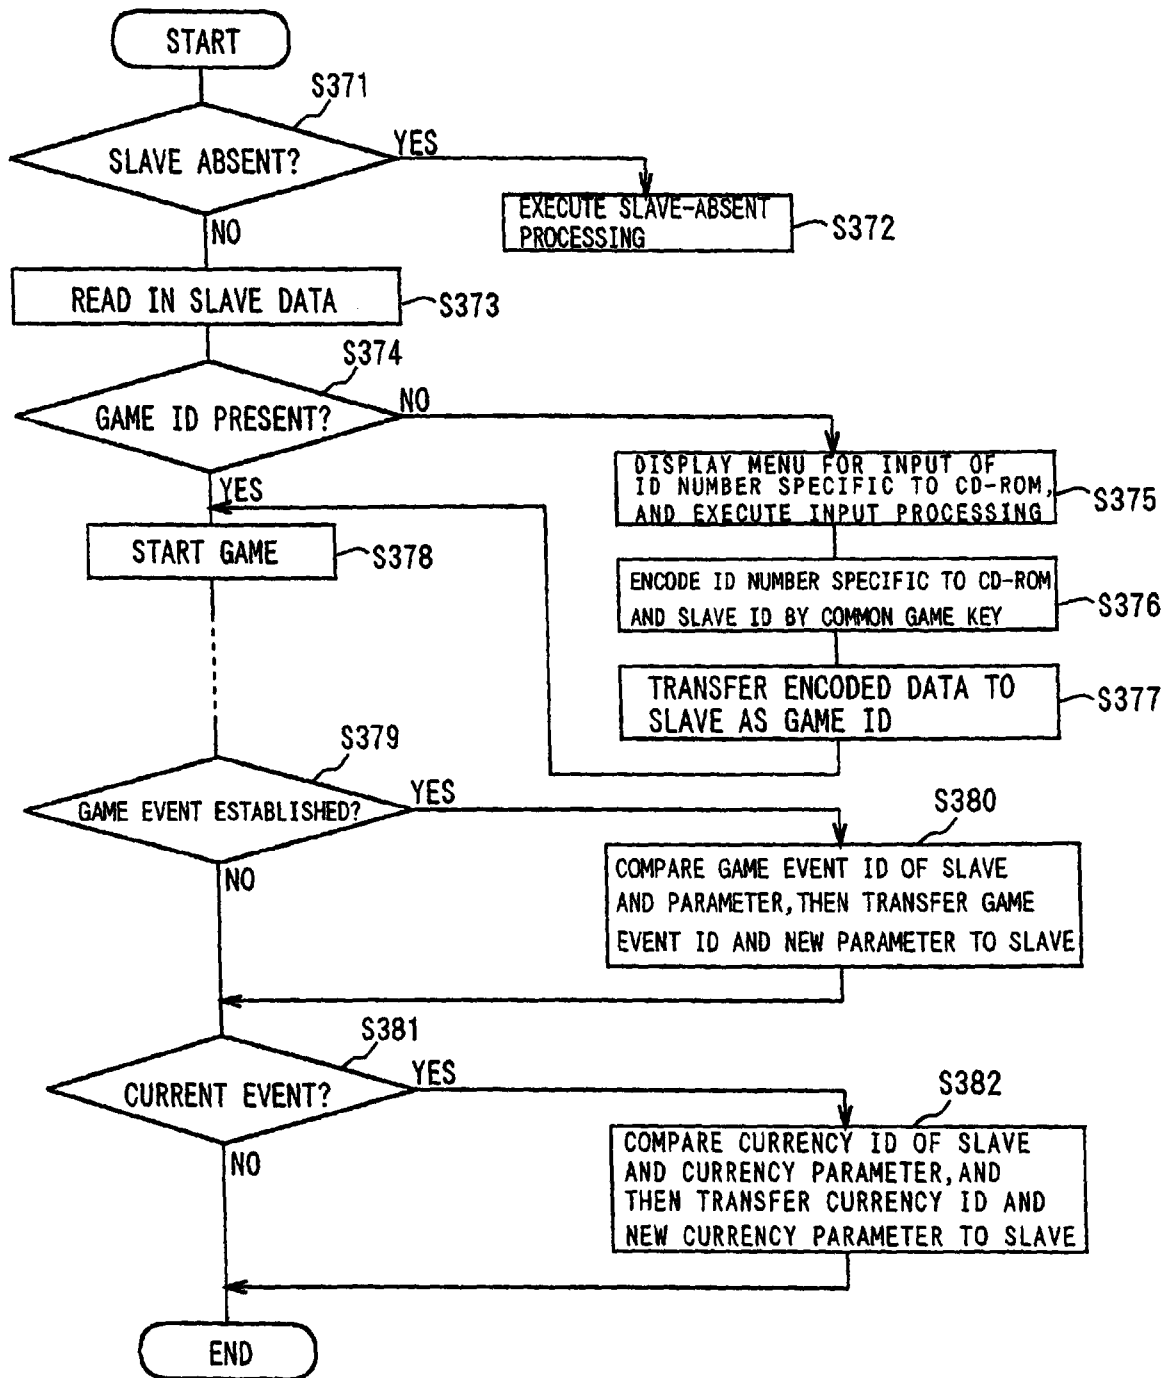 START
S371
SLAVE ABSENT?
YES
NO
EXECUTE SLAVE-ABSENT
PROCESSING
S372
READ IN SLAVE DATA
S373
S374
GAME ID PRESENT?
NO
YES
DISPLAY MENU FOR INPUT OF
ID NUMBER SPECIFIC TO CD-ROM,
AND EXECUTE INPUT PROCESSING
S375
START GAME
S378
ENCODE ID NUMBER SPECIFIC TO CD-ROM
AND SLAVE ID BY COMMON GAME KEY
S376
TRANSFER ENCODED DATA TO
SLAVE AS GAME ID
S377
S379
GAME EVENT ESTABLISHED?
YES
NO
S380
COMPARE GAME EVENT ID OF SLAVE
AND PARAMETER, THEN TRANSFER GAME
EVENT ID AND NEW PARAMETER TO SLAVE
S381
CURRENT EVENT?
YES
NO
S382
COMPARE CURRENCY ID OF SLAVE
AND CURRENCY PARAMETER, AND
THEN TRANSFER CURRENCY ID AND
NEW CURRENCY PARAMETER TO SLAVE
END